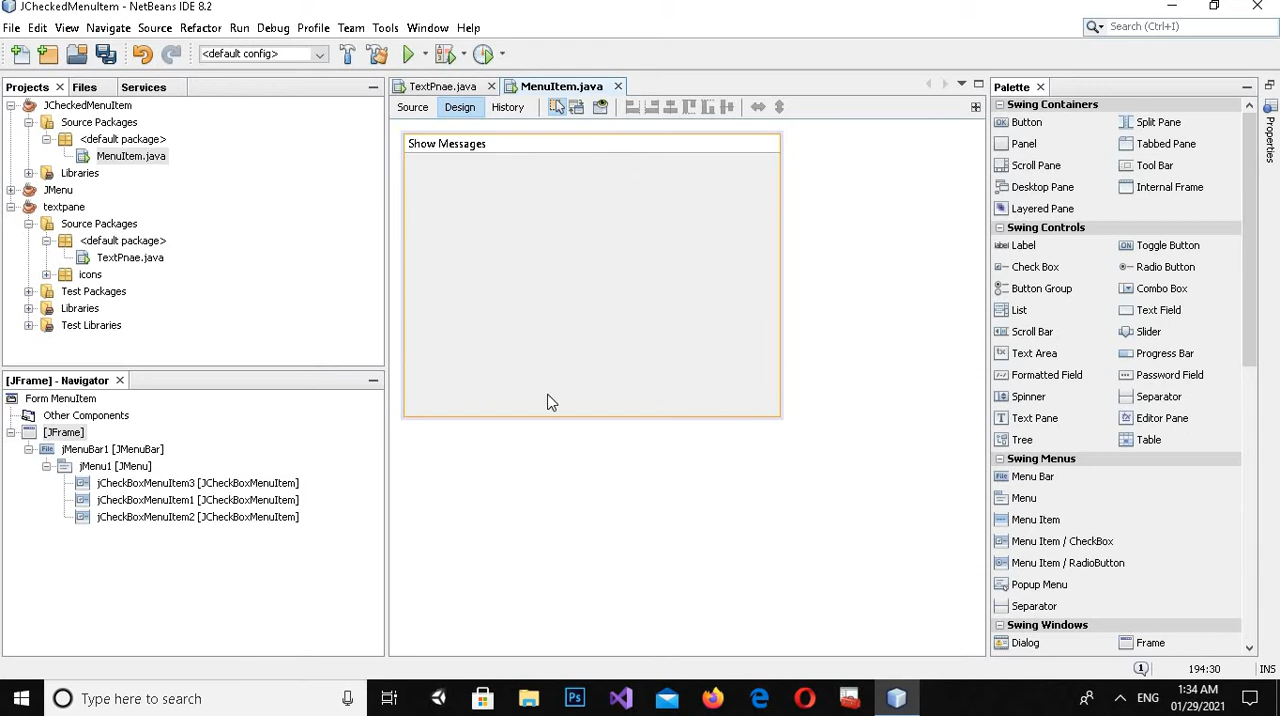 JCheckedMenuItem - NetBeans IDE 8.2
File Edit View Navigate Source Refactor Run Debug Profile Team Tools Window Help
Search (Ctrl+I)
<default config>
Projects Files Services
JCheckedMenuItem
Source Packages
<default package>
MenuItem.java
Libraries
JMenu
textpane
Source Packages
<default package>
TextPnae.java
icons
Test Packages
Libraries
Test Libraries
[JFrame] - Navigator
Form MenuItem
Other Components
[JFrame]
jMenuBar1 [JMenuBar]
jMenu1 [JMenu]
jCheckBoxMenuItem3 [JCheckBoxMenuItem]
jCheckBoxMenuItem1 [JCheckBoxMenuItem]
jCheckBoxMenuItem2 [JCheckBoxMenuItem]
TextPnae.java MenuItem.java
Source Design History
Show Messages
Palette
Swing Containers
OK Button Split Pane
Panel Tabbed Pane
Scroll Pane Tool Bar
Desktop Pane Internal Frame
Layered Pane
Swing Controls
label Label ON Toggle Button
Check Box Radio Button
Button Group Combo Box
List Text Field
Scroll Bar Slider
Text Area Progress Bar
Formatted Field Password Field
Spinner Separator
Text Pane Editor Pane
Tree Table
Swing Menus
File Menu Bar
Menu
Menu Item
Menu Item / CheckBox
Menu Item / RadioButton
Popup Menu
Separator
Swing Windows
Dialog Frame
Properties
1 194:30 INS
Type here to search
Ps
ENG
1:34 AM
01/29/2021